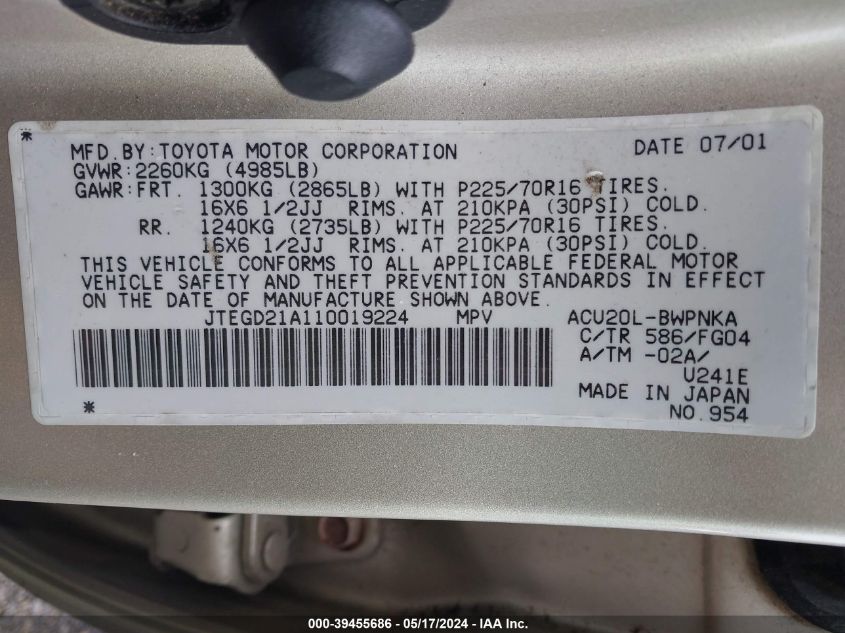 MFD.BY:TOYOTA MOTOR CORPORATION DATE 07/01
GVWR:2260KG (4985LB)
GAWR:FRT. 1300KG (2865LB) WITH P225/70R16 TIRES.
16X6 1/2JJ RIMS. AT 210KPA (30PSI) COLD.
RR. 1240KG (2735LB) WITH P225/70R16 TIRES.
16X6 1/2JJ RIMS. AT 210KPA (30PSI) COLD.
THIS VEHICLE CONFORMS TO ALL APPLICABLE FEDERAL MOTOR
VEHICLE SAFETY AND THEFT PREVENTION STANDARDS IN EFFECT
ON THE DATE OF MANUFACTURE SHOWN ABOVE.
JTEGD21A110019224 MPV ACU20L-BWPNKA
C/TR 586/FG04
A/TM -02A/
U241E
MADE IN JAPAN
NO.954
000-39455686 - 05/17/2024 - IAA Inc.